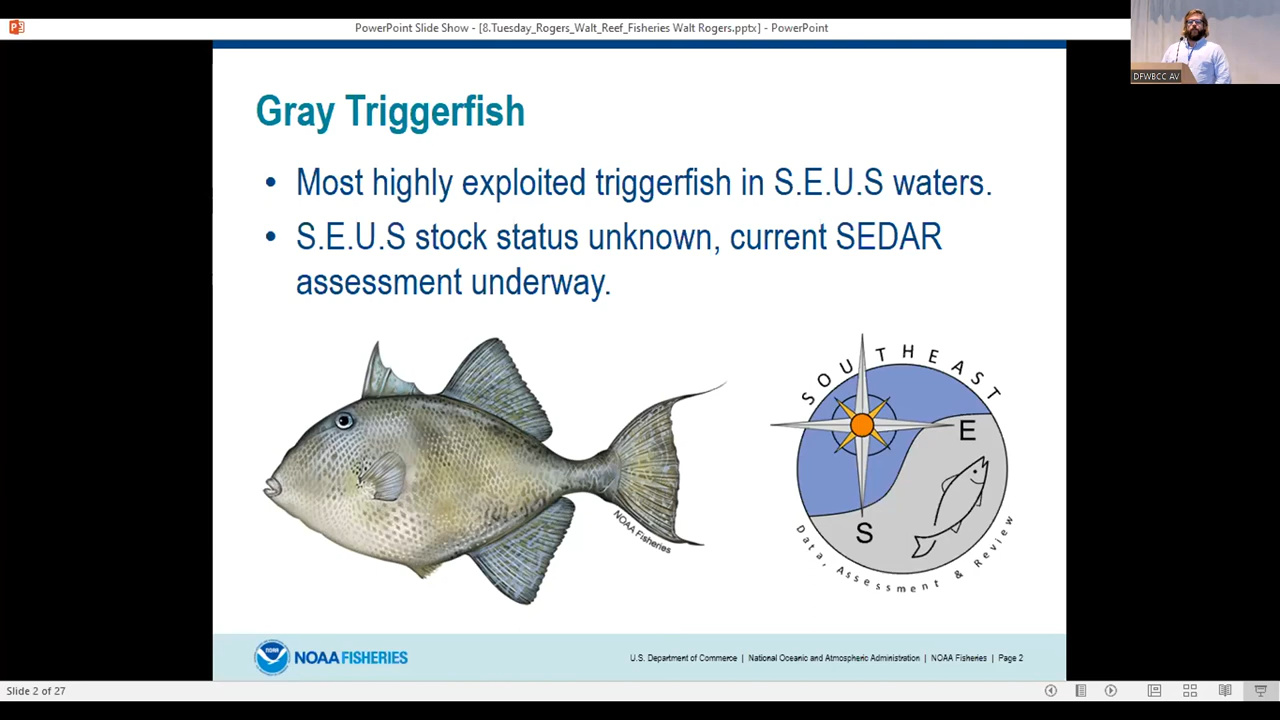 PowerPoint Slide Show - [8.Tuesday_Rogers_Walt_Reef_Fisheries Walt Rogers.pptx] - PowerPoint
DFWBCC AV
Gray Triggerfish
• Most highly exploited triggerfish in S.E.U.S waters.
• S.E.U.S stock status unknown, current SEDAR
assessment underway.
NOAA Fisheries
SOUTHEAST
E
S
Data, Assessment & Review
NOAA
NOAA FISHERIES
U.S. Department of Commerce | National Oceanic and Atmospheric Administration | NOAA Fisheries | Page 2
Slide 2 of 27